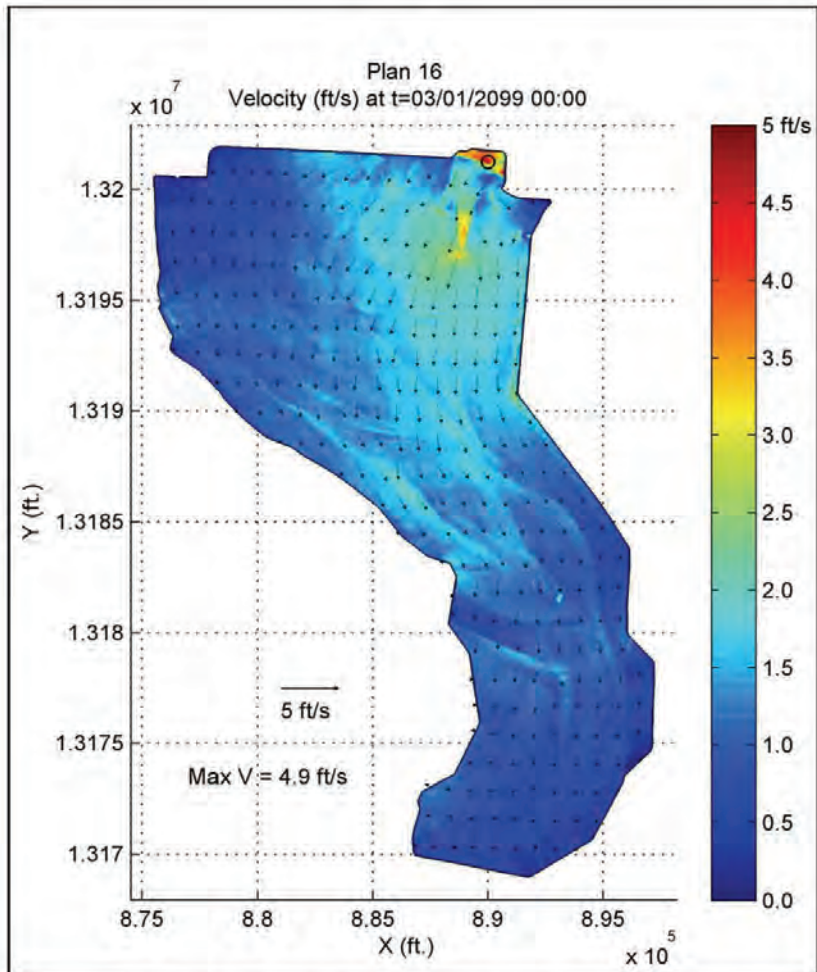 Plan 16
× 10 7
Velocity (ft/s) at t=03/01/2099 00:00
5 ft/s
4.5
4.0
3.5
3.0
2.5
2.0
1.5
1.0
0.5
0.0
1.32
1.3195
1.319
1.3185
1.318
1.3175
1.317
Y (ft.)
5 ft/s
Max V = 4.9 ft/s
8.75
8.8
8.85
8.9
8.95
X (ft.)
× 10 5